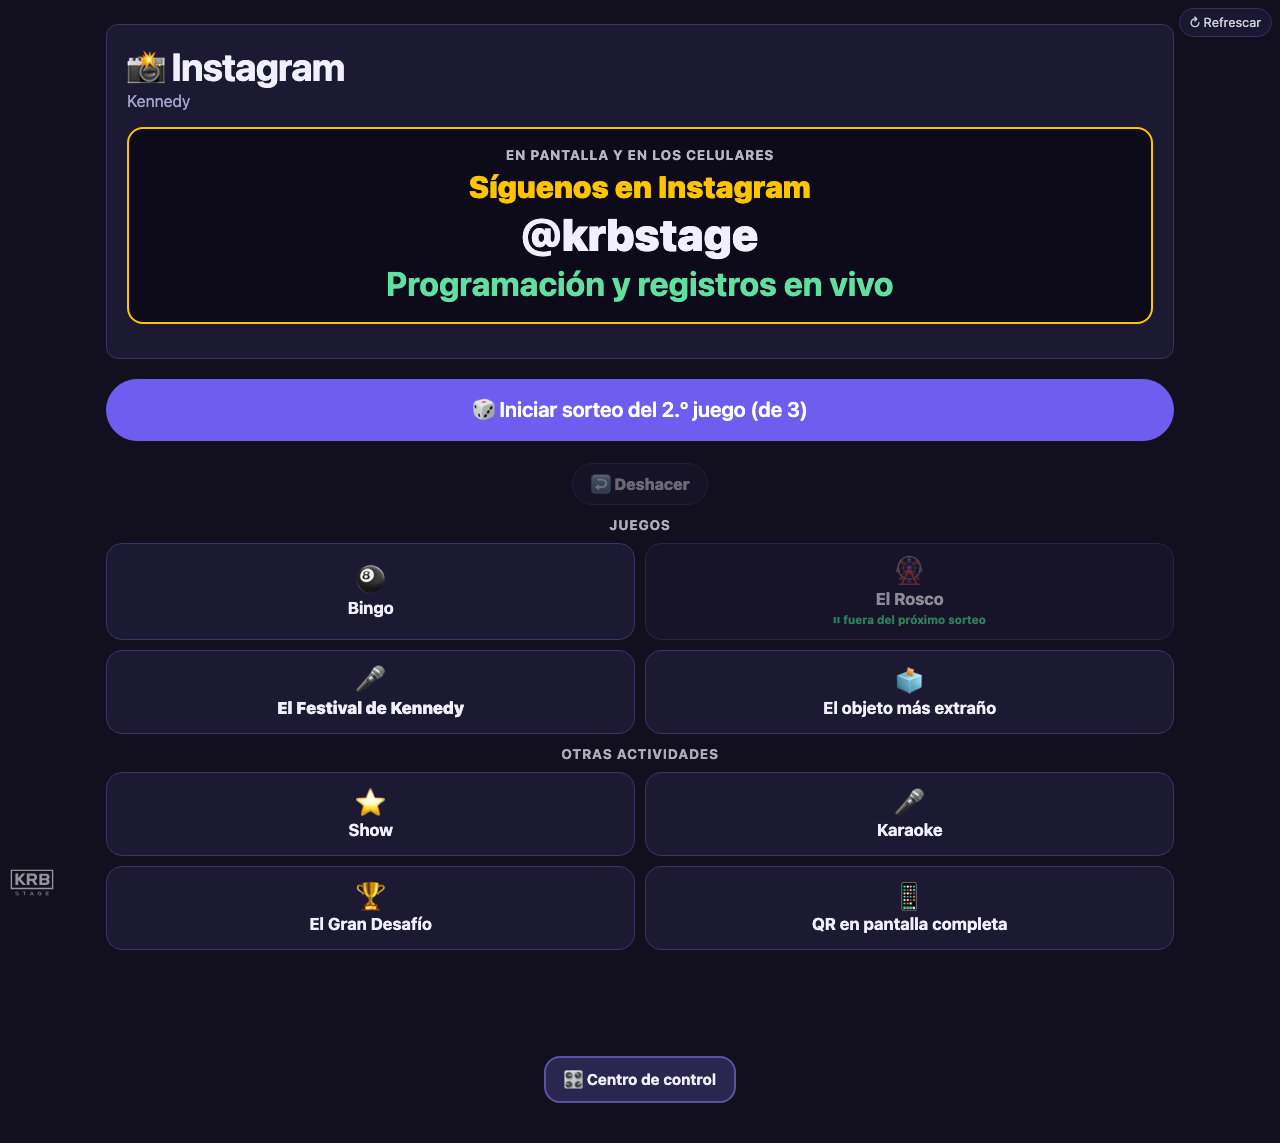 Refrescar
Instagram
Kennedy
EN PANTALLA Y EN LOS CELULARES
Síguenos en Instagram
@krbstage
Programación y registros en vivo
Iniciar sorteo del 2.º juego (de 3)
Deshacer
JUEGOS
Bingo
El Rosco
fuera del próximo sorteo
El Festival de Kennedy
El objeto más extraño
OTRAS ACTIVIDADES
Show
Karaoke
KRB
STAGE
El Gran Desafío
QR en pantalla completa
Centro de control